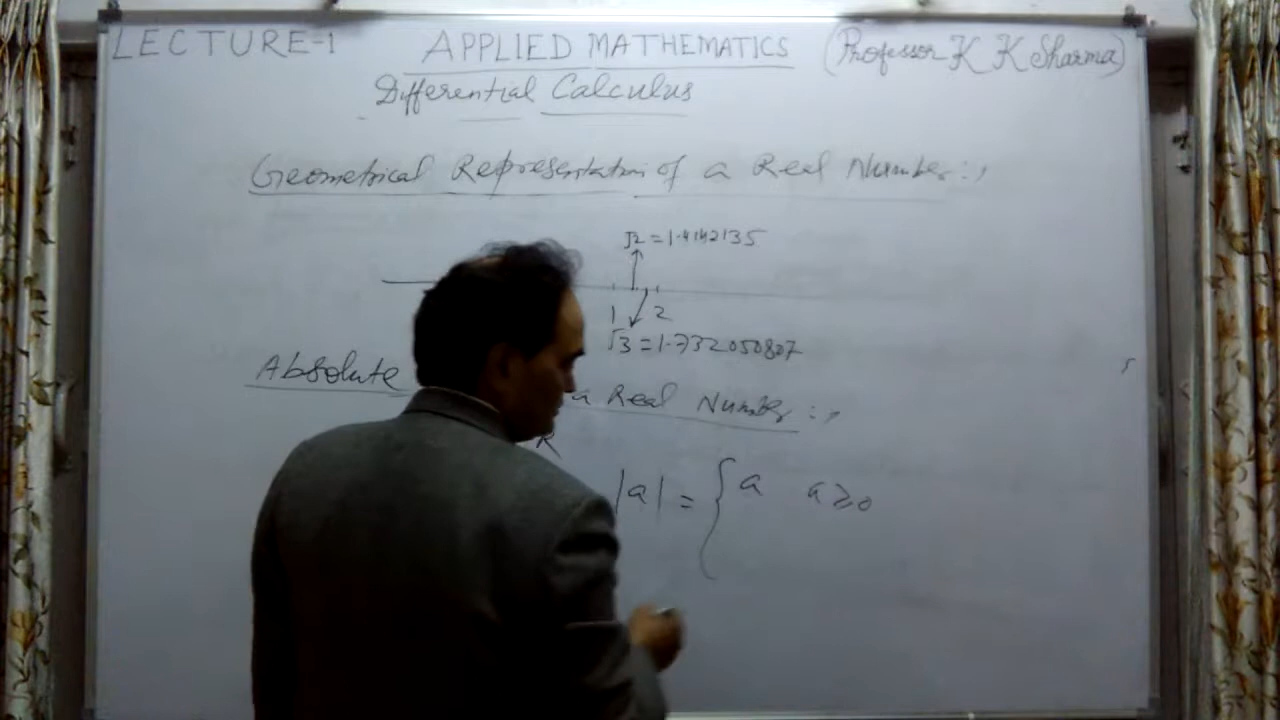 LECTURE-1 APPLIED MATHEMATICS (Professor K K Sharma)
Differential Calculus
Geometrical Representation of a Real Number :,
√2 = 1.4142135
1 2
√3 = 1.732050807
Absolute a Real Number :,
R
|a| = { a a ≥ 0